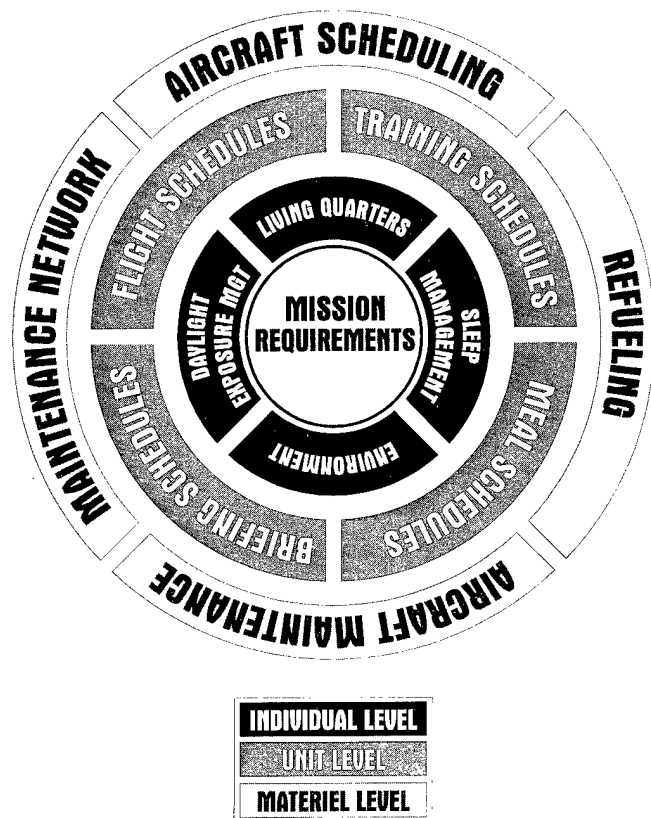 AIRCRAFT SCHEDULING
REFUELING
AIRCRAFT MAINTENANCE
MAINTENANCE NETWORK
FLIGHT SCHEDULES
TRAINING SCHEDULES
MEAL SCHEDULES
BRIEFING SCHEDULES
LIVING QUARTERS
SLEEP
MANAGEMENT
ENVIRONMENT
DAYLIGHT
EXPOSURE MGT
MISSION
REQUIREMENTS
INDIVIDUAL LEVEL
UNIT LEVEL
MATERIEL LEVEL